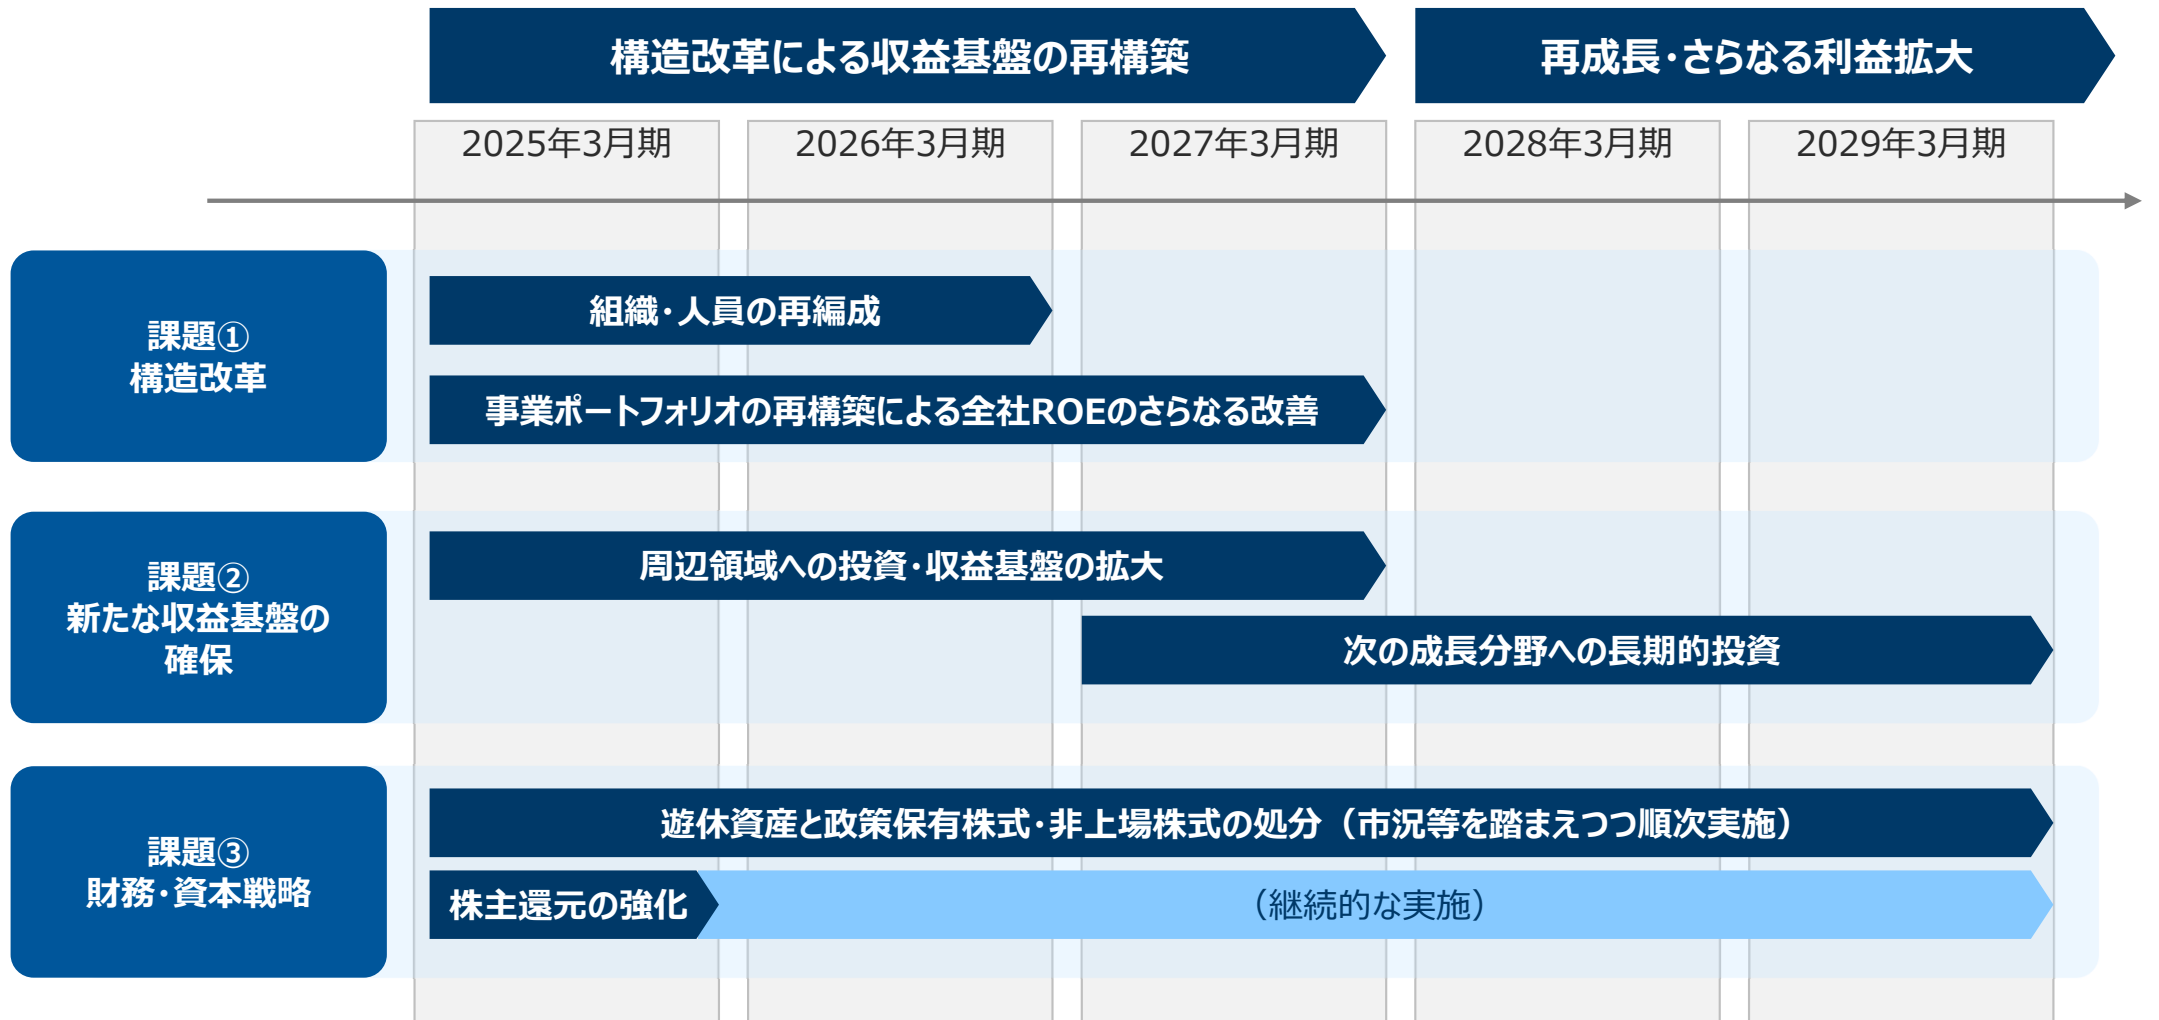 構造改革による収益基盤の再構築
再成長・さらなる利益拡大
2025年3月期
2026年3月期
2027年3月期
2028年3月期
2029年3月期
課題①
構造改革
組織・人員の再編成
事業ポートフォリオの再構築による全社ROEのさらなる改善
課題②
新たな収益基盤の
確保
周辺領域への投資・収益基盤の拡大
次の成長分野への長期的投資
課題③
財務・資本戦略
遊休資産と政策保有株式・非上場株式の処分（市況等を踏まえつつ順次実施）
株主還元の強化
（継続的な実施）